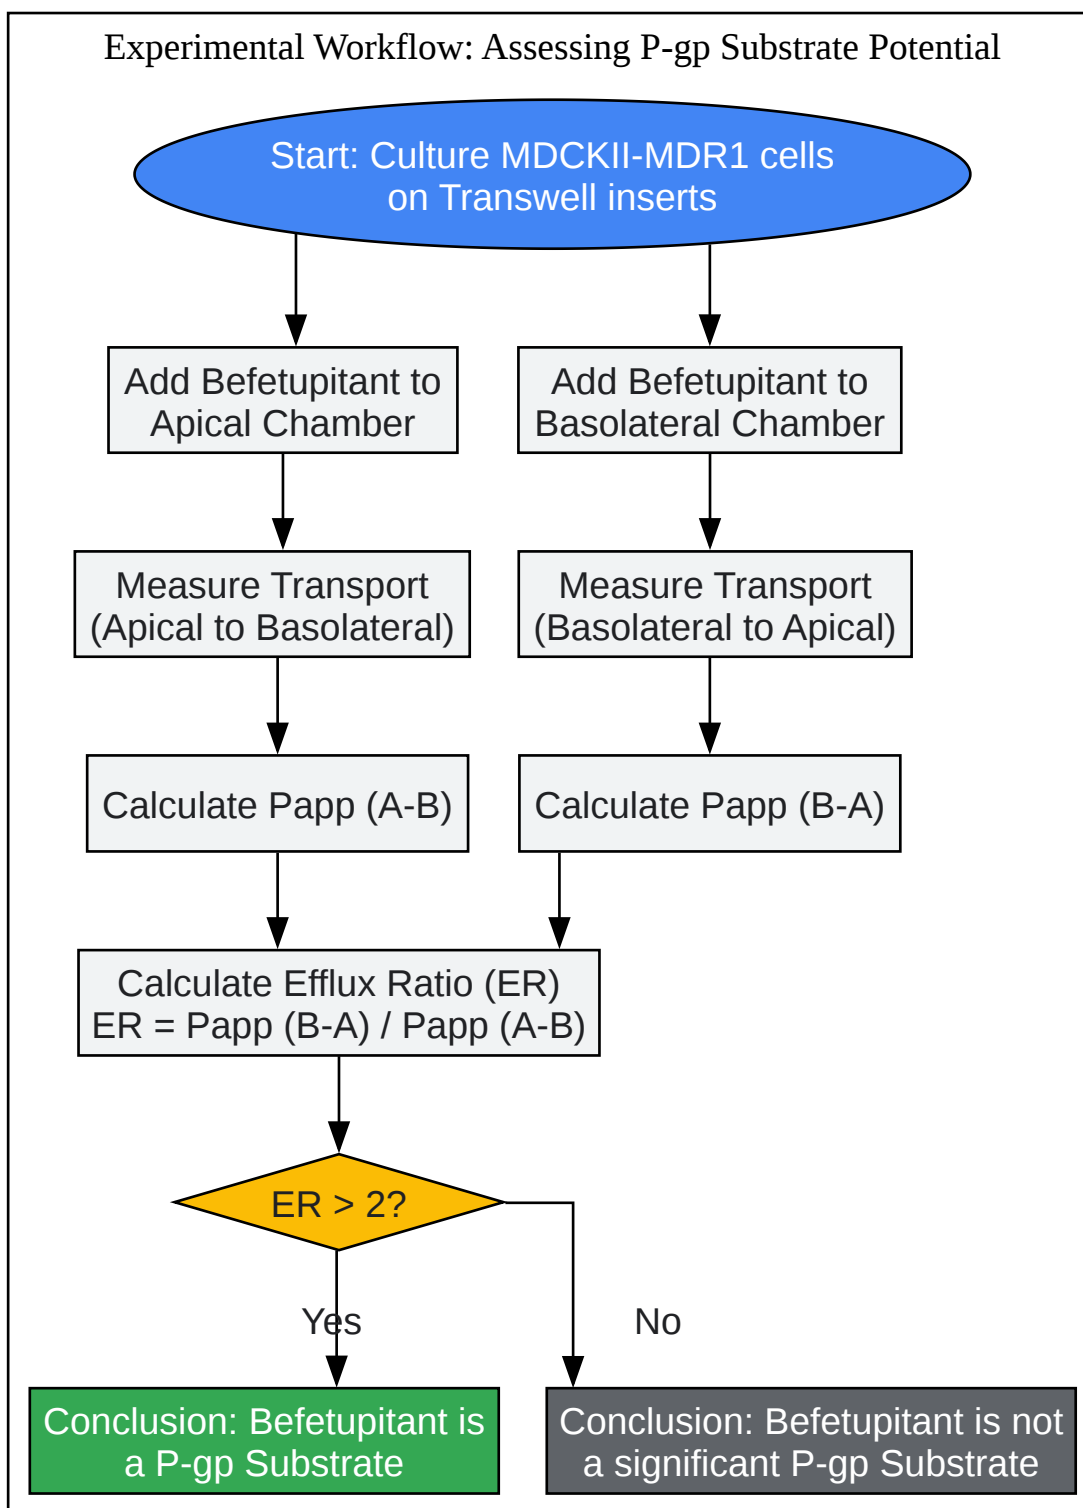 Experimental Workflow: Assessing P-gp Substrate Potential
Start: Culture MDCKII-MDR1 cells
on Transwell inserts
Add Befetupitant to
Apical Chamber
Add Befetupitant to
Basolateral Chamber
Measure Transport
(Apical to Basolateral)
Measure Transport
(Basolateral to Apical)
Calculate Papp (A-B)
Calculate Papp (B-A)
Calculate Efflux Ratio (ER)
ER = Papp (B-A) / Papp (A-B)
ER > 2?
Yes
No
Conclusion: Befetupitant is
a P-gp Substrate
Conclusion: Befetupitant is not
a significant P-gp Substrate